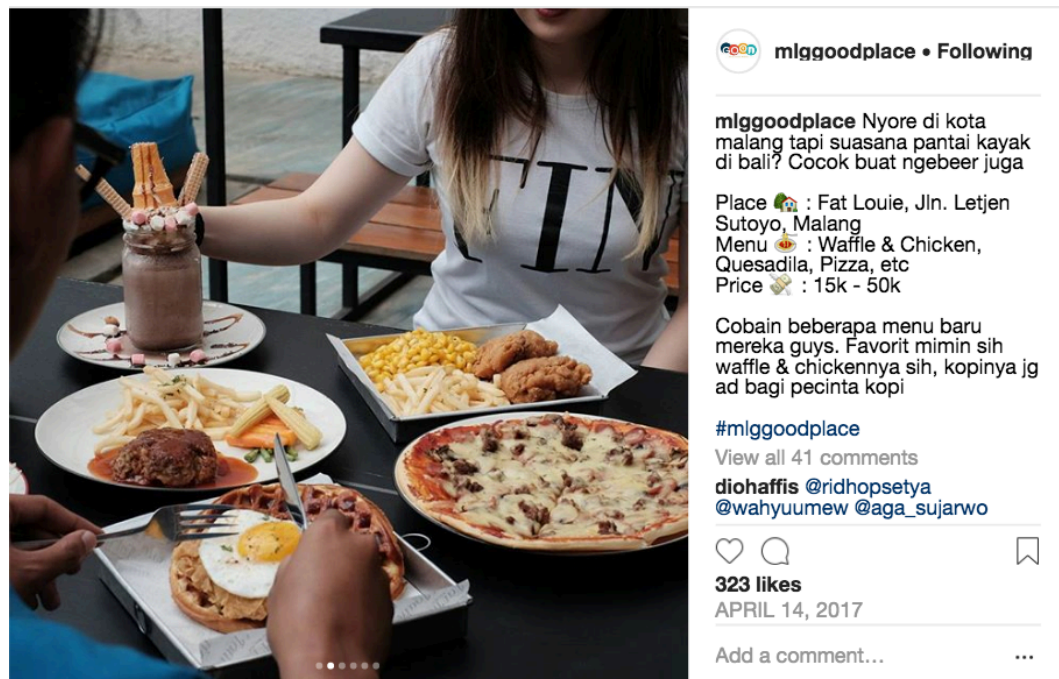 GOON
mlggoodplace • Following
mlggoodplace Nyore di kota
malang tapi suasana pantai kayak
di bali? Cocok buat ngebeer juga
Place 🏡 : Fat Louie, Jln. Letjen
Sutoyo, Malang
Menu 🍲 : Waffle & Chicken,
Quesadila, Pizza, etc
Price 💸 : 15k - 50k
Cobain beberapa menu baru
mereka guys. Favorit mimin sih
waffle & chickennya sih, kopinya jg
ad bagi pecinta kopi
#mlggoodplace
View all 41 comments
diohaffis @ridhopsetya
@wahyuumew @aga_sujarwo
323 likes
APRIL 14, 2017
Add a comment...